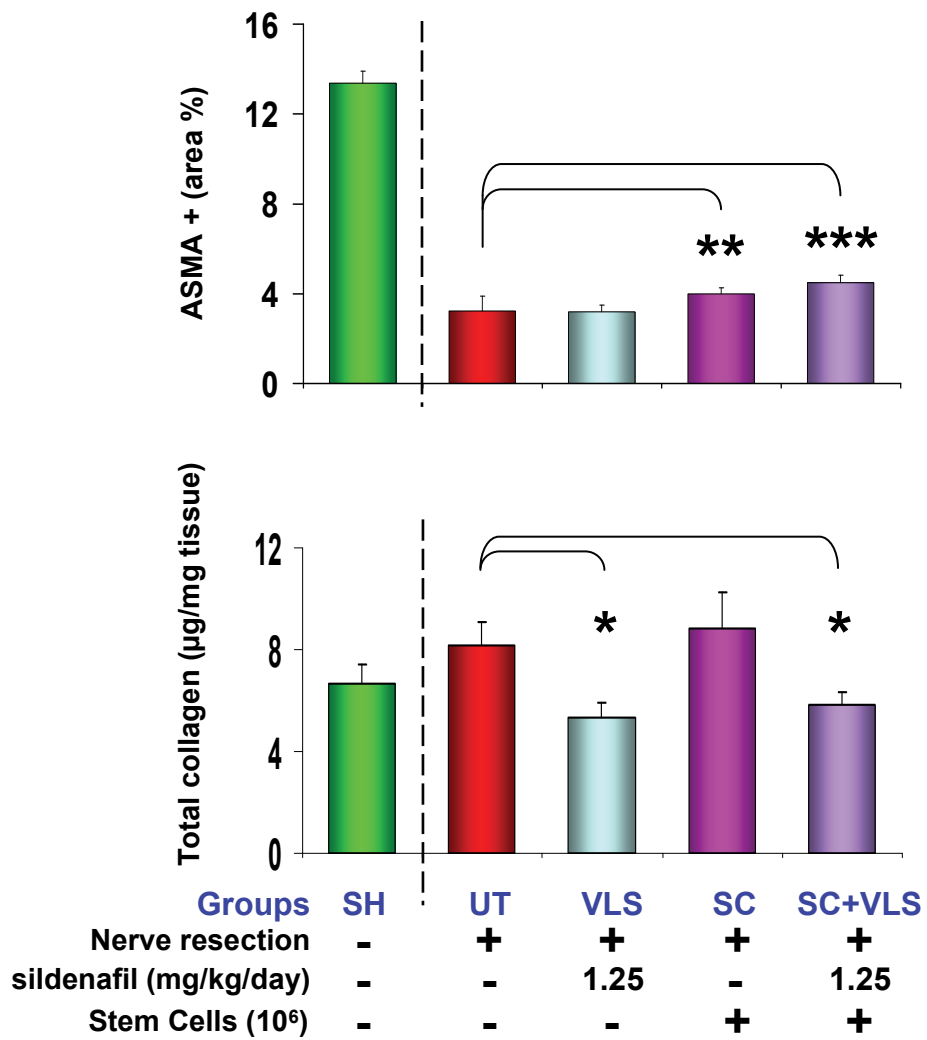 ASMA + (area %)
16
12
8
4
0
** ***
Total collagen (µg/mg tissue)
12
8
4
0
* *
Groups SH UT VLS SC SC+VLS
Nerve resection - + + + +
sildenafil (mg/kg/day) - - 1.25 - 1.25
Stem Cells (10⁶) - - - + +